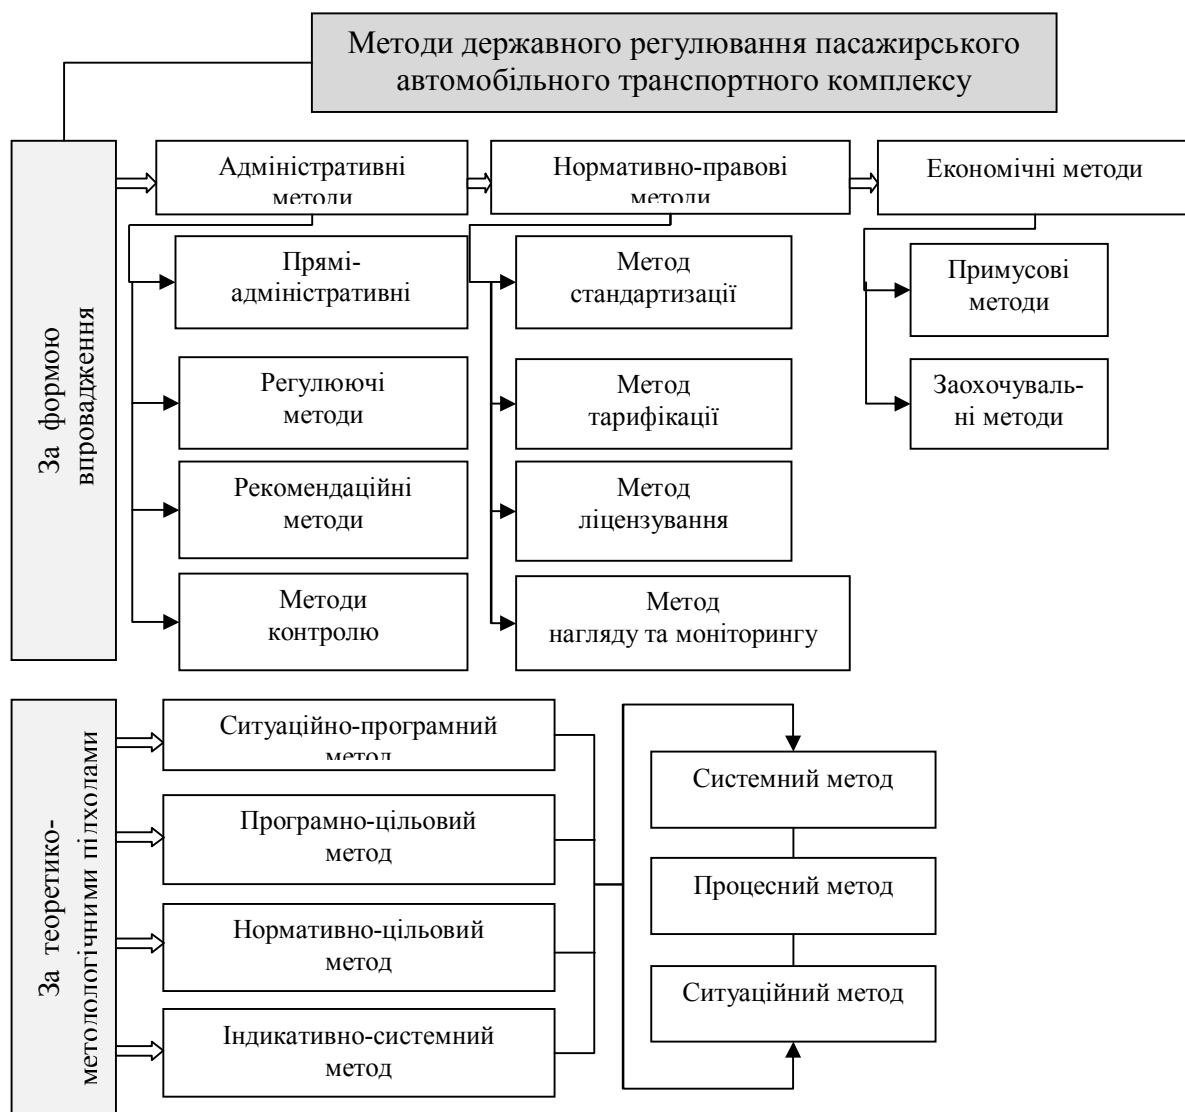 Методи державного регулювання пасажирського
автомобільного транспортного комплексу
За формою
впровадження
Адміністративні
методи
Нормативно-правові
методи
Економічні методи
Прямі-
адміністративні
Метод
стандартизації
Примусові
методи
Регулюючі
методи
Метод
тарифікації
Заохочуваль-
ні методи
Рекомендаційні
методи
Метод
ліцензування
Методи
контролю
Метод
нагляду та моніторингу
За теоретико-
методологічними підходами
Ситуаційно-програмний
метод
Програмно-цільовий
метод
Нормативно-цільовий
метод
Індикативно-системний
метод
Системний метод
Процесний метод
Ситуаційний метод